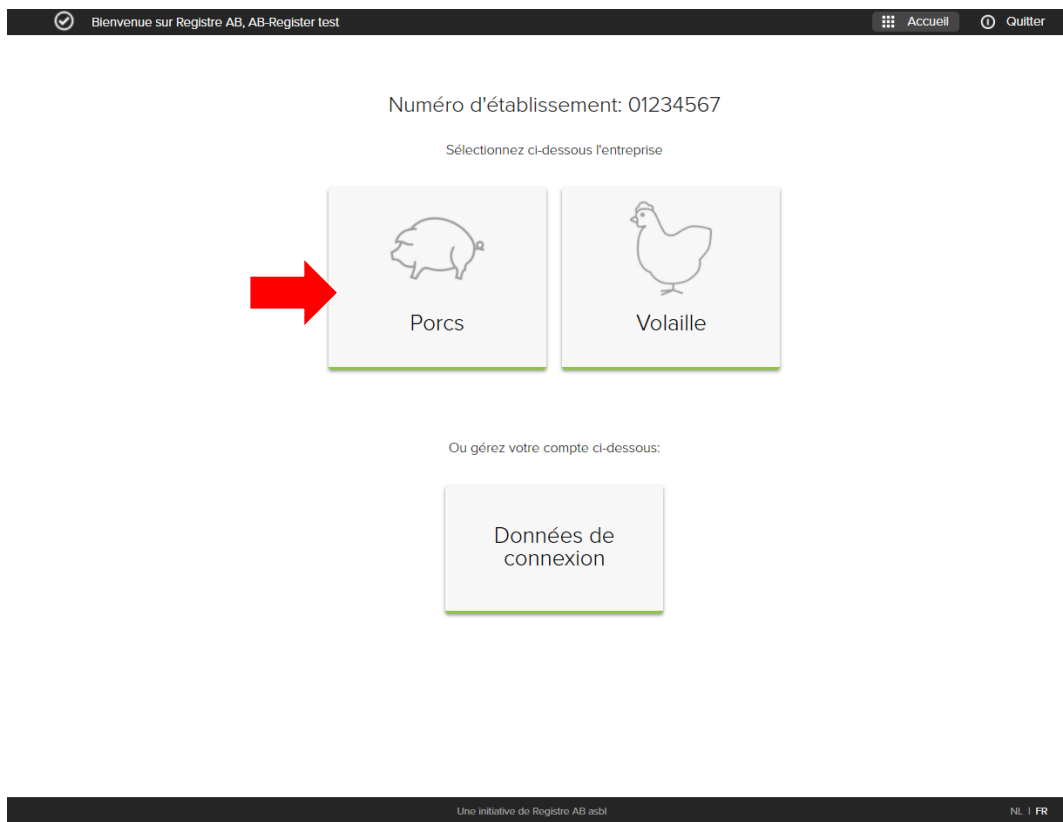 Bienvenue sur Registre AB, AB-Register test
Accueil
Quitter
Numéro d'établissement: 01234567
Sélectionnez ci-dessous l'entreprise
Porcs
Volaille
Ou gérez votre compte ci-dessous:
Données de
connexion
Une initiative de Registre AB asbl
NL | FR